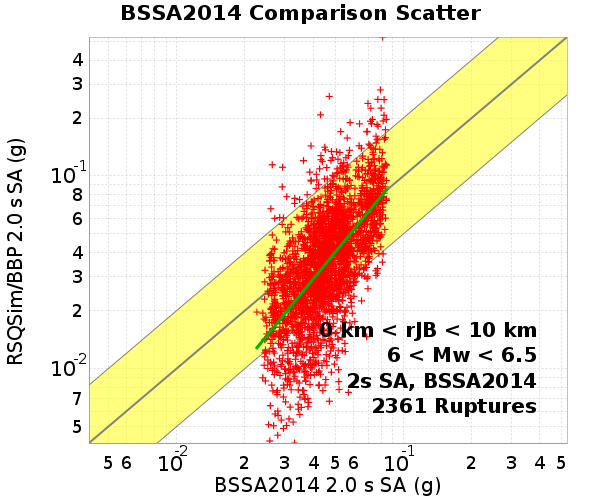 BSSA2014 Comparison Scatter
RSQSim/BBP 2.0 s SA (g)
4
3
2
10-1
8
6
4
3
2
10-2
7
5
0 km < rJB < 10 km
6 < Mw < 6.5
2s SA, BSSA2014
2361 Ruptures
5 6 10-2 2 3 4 5 6 10-1 2 3 4 5
BSSA2014 2.0 s SA (g)